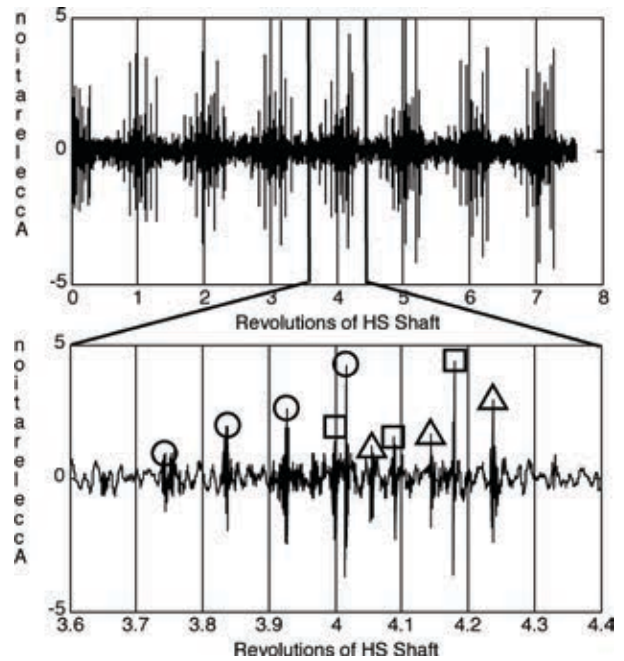 noitareleccA
5
0
-5
0 1 2 3 4 5 6 7 8
Revolutions of HS Shaft
noitareleccA
5
0
-5
3.6 3.7 3.8 3.9 4 4.1 4.2 4.3 4.4
Revolutions of HS Shaft